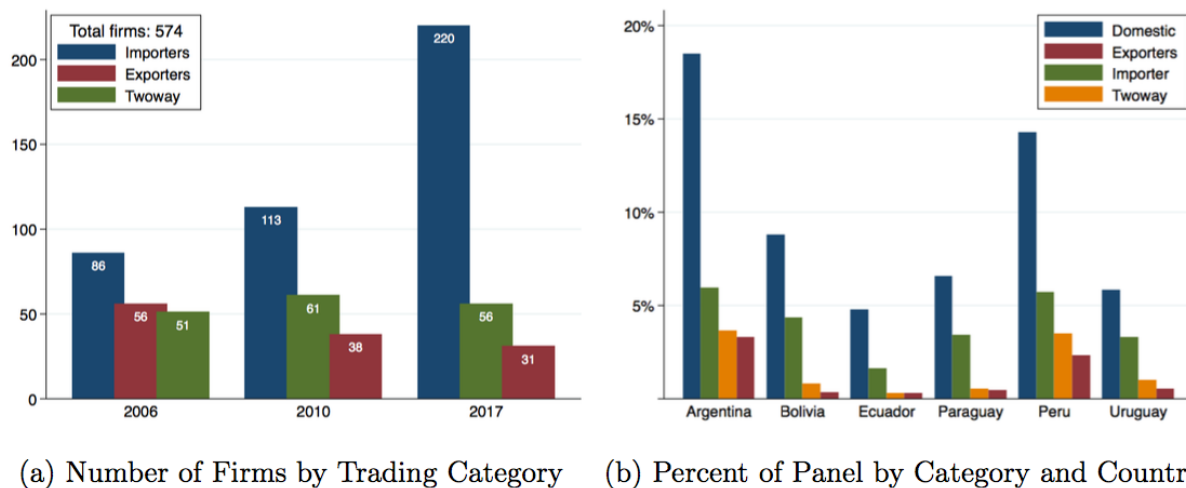 Total firms: 574
Importers
Exporters
Twoway
200
150
100
50
0
86
56
51
113
61
38
220
56
31
2006 2010 2017
(a) Number of Firms by Trading Category
20%
15%
10%
5%
Domestic
Exporters
Importer
Twoway
Argentina Bolivia Ecuador Paraguay Peru Uruguay
(b) Percent of Panel by Category and Countr